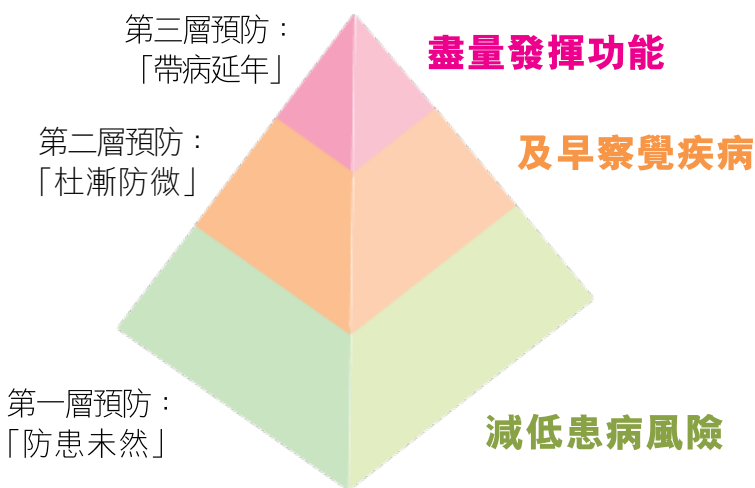 第三層預防：
「帶病延年」
盡量發揮功能
第二層預防：
「杜漸防微」
及早察覺疾病
第一層預防：
「防患未然」
減低患病風險